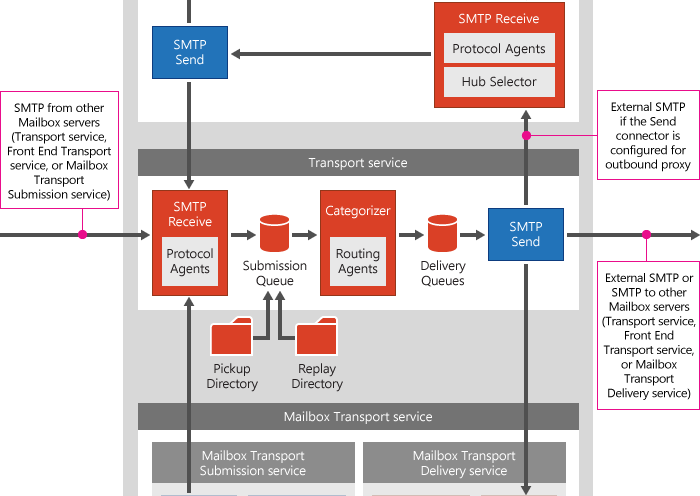 SMTP Receive
Protocol Agents
Hub Selector
SMTP
Send
SMTP from other
Mailbox servers
(Transport service,
Front End Transport
service, or Mailbox
Transport
Submission service)
External SMTP
if the Send
connector is
configured for
outbound proxy
Transport service
SMTP
Receive
Protocol
Agents
Submission
Queue
Categorizer
Routing
Agents
Delivery
Queues
SMTP
Send
External SMTP or
SMTP to other
Mailbox servers
(Transport service,
Front End
Transport service,
or Mailbox
Transport
Delivery service)
Pickup
Directory
Replay
Directory
Mailbox Transport service
Mailbox Transport
Submission service
Mailbox Transport
Delivery service